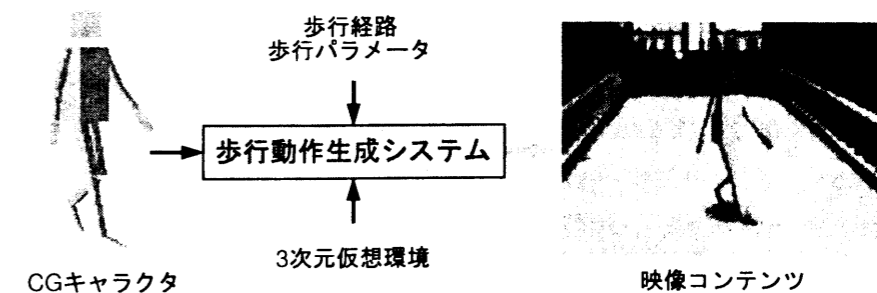 歩行経路
歩行パラメータ
歩行動作生成システム
3次元仮想環境
CGキャラクタ
映像コンテンツ